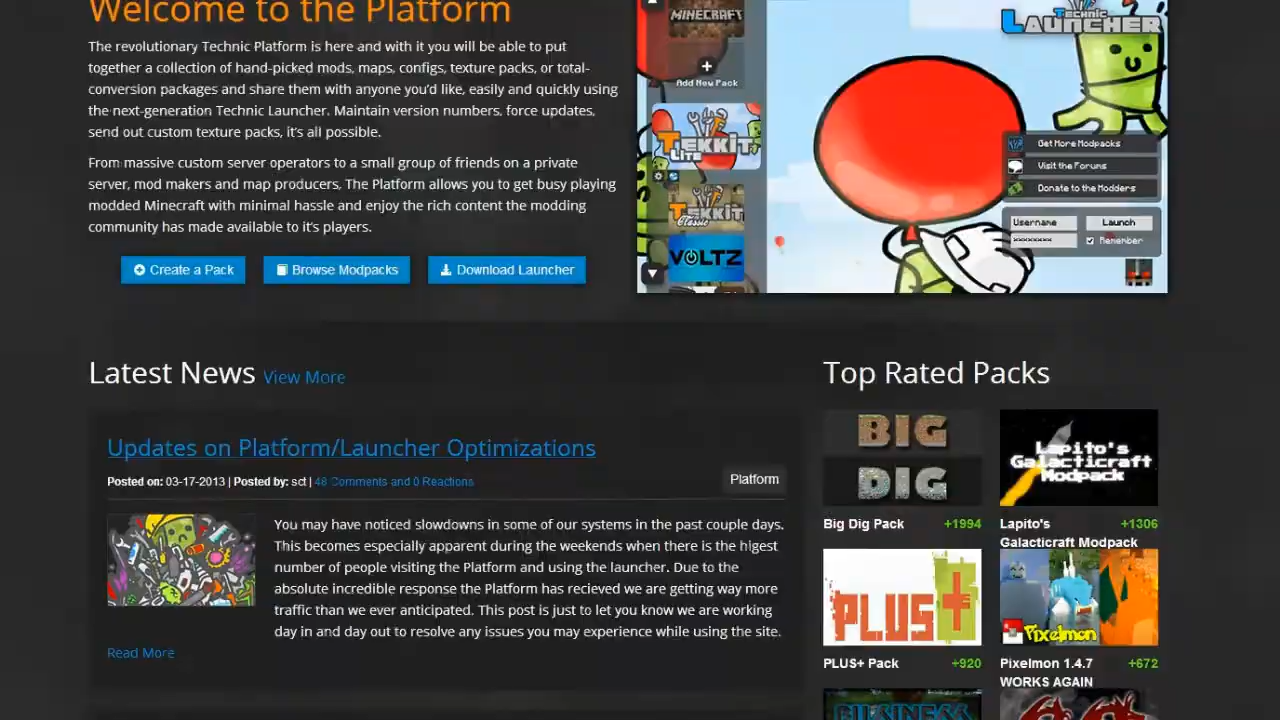 Welcome to the Platform
The revolutionary Technic Platform is here and with it you will be able to put
together a collection of hand-picked mods, maps, configs, texture packs, or total-
conversion packages and share them with anyone you'd like, easily and quickly using
the next-generation Technic Launcher. Maintain version numbers, force updates,
send out custom texture packs, it's all possible.
From massive custom server operators to a small group of friends on a private
server, mod makers and map producers, The Platform allows you to get busy playing
modded Minecraft with minimal hassle and enjoy the rich content the modding
community has made available to it's players.
Create a Pack
Browse Modpacks
Download Launcher
MINECRAFT
Add New Pack
TEKKIT
LITE
TEKKIT
Classic
VOLTZ
TECHNIC
LAUNCHER
Get More Modpacks
Visit the Forums
Donate to the Modders
Username
Launch
Remember
Latest News View More
Updates on Platform/Launcher Optimizations
Posted on: 03-17-2013 | Posted by: sct | 48 Comments and 0 Reactions
Platform
You may have noticed slowdowns in some of our systems in the past couple days.
This becomes especially apparent during the weekends when there is the higest
number of people visiting the Platform and using the launcher. Due to the
absolute incredible response the Platform has recieved we are getting way more
traffic than we ever anticipated. This post is just to let you know we are working
day in and day out to resolve any issues you may experience while using the site.
Read More
Top Rated Packs
BIG
DIG
Big Dig Pack +1994
Lapito's
Galacticraft
Modpack
Lapito's +1306
Galacticraft Modpack
PLUS+
PLUS+ Pack +920
Pixelmon
Pixelmon 1.4.7 +672
WORKS AGAIN